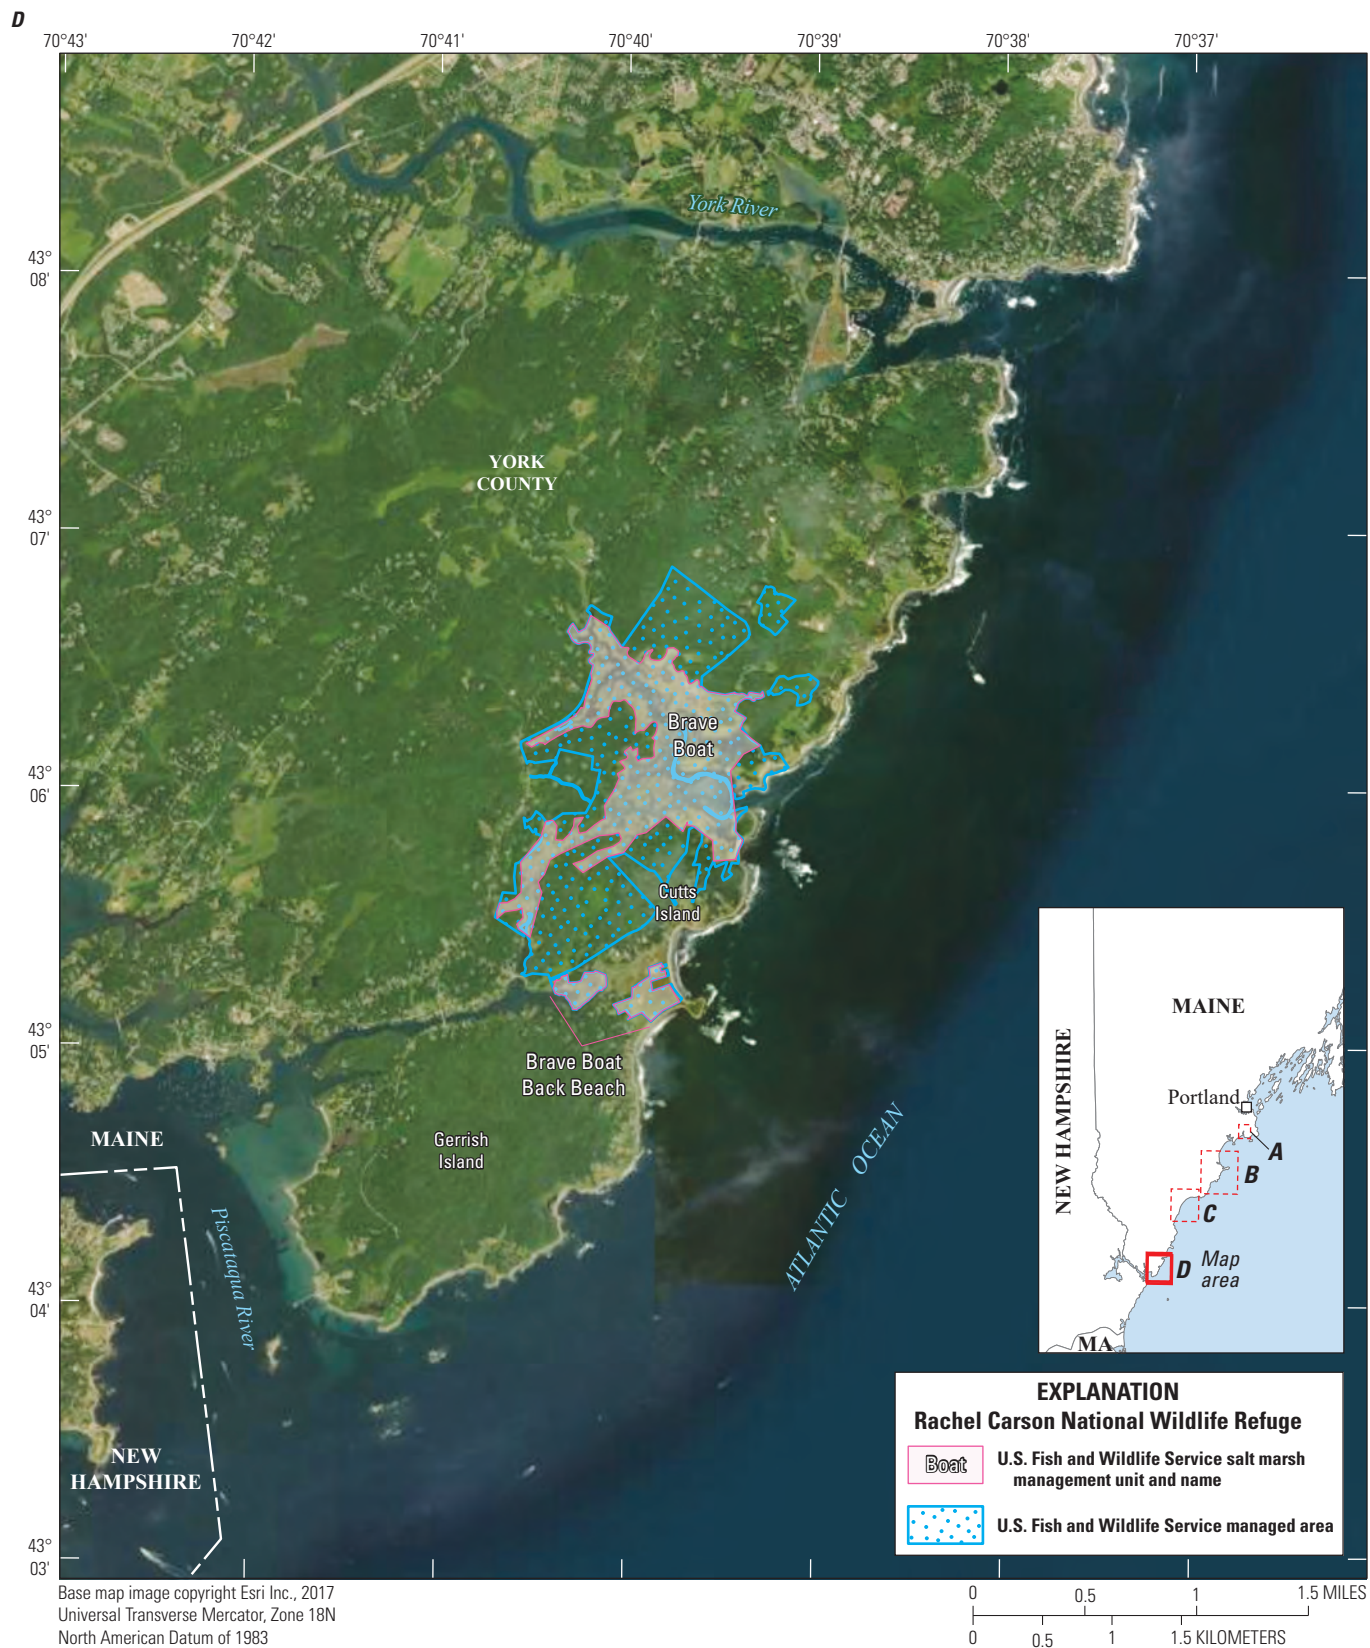 D
70°43'
70°42'
70°41'
70°40'
70°39'
70°38'
70°37'
York River
43°
08'
YORK
COUNTY
43°
07'
Brave
Boat
43°
06'
Cutts
Island
43°
05'
Brave Boat
Back Beach
MAINE
Gerrish
Island
Piscataqua River
ATLANTIC OCEAN
43°
04'
NEW
HAMPSHIRE
43°
03'
MAINE
NEW HAMPSHIRE
Portland
A
B
C
D
Map
area
MA
EXPLANATION
Rachel Carson National Wildlife Refuge
Boat
U.S. Fish and Wildlife Service salt marsh
management unit and name
U.S. Fish and Wildlife Service managed area
Base map image copyright Esri Inc., 2017
Universal Transverse Mercator, Zone 18N
North American Datum of 1983
0 0.5 1 1.5 MILES
0 0.5 1 1.5 KILOMETERS